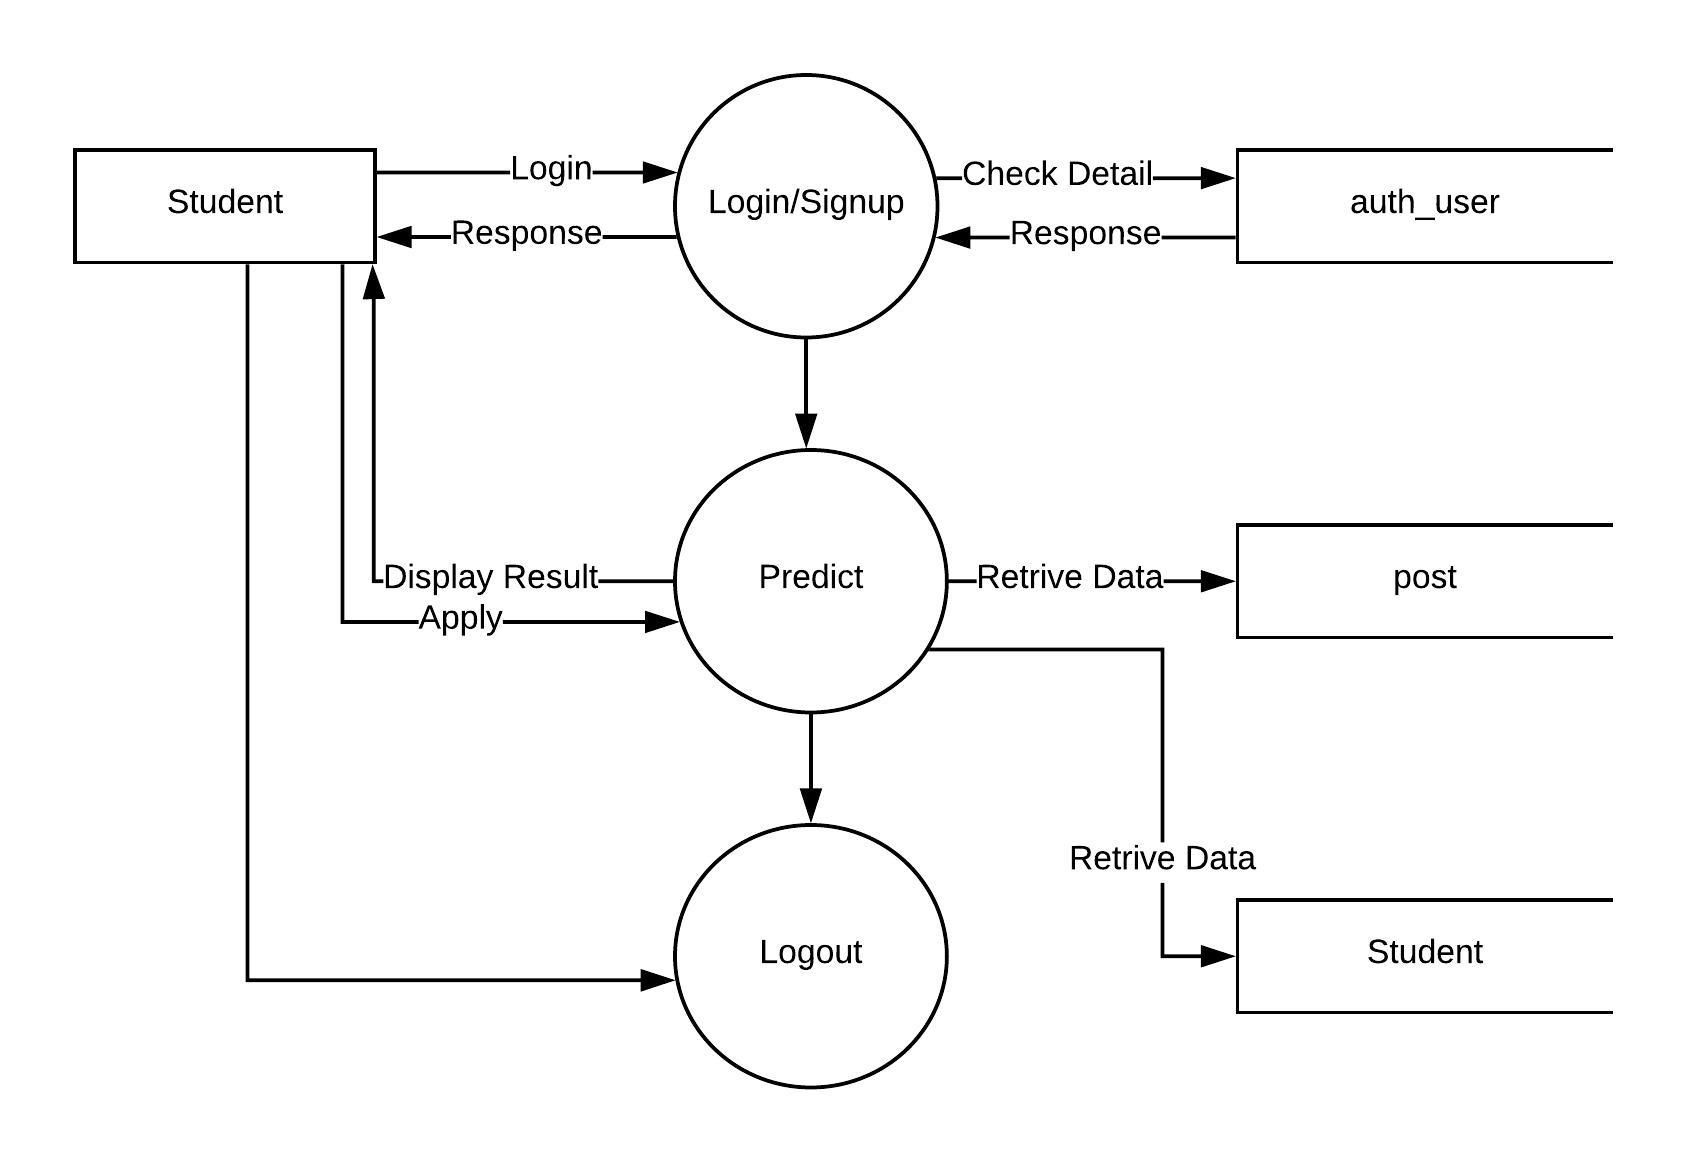 Login
Check Detail
Student
Login/Signup
auth_user
Response
Response
Display Result
Predict
Retrive Data
post
Apply
Retrive Data
Logout
Student